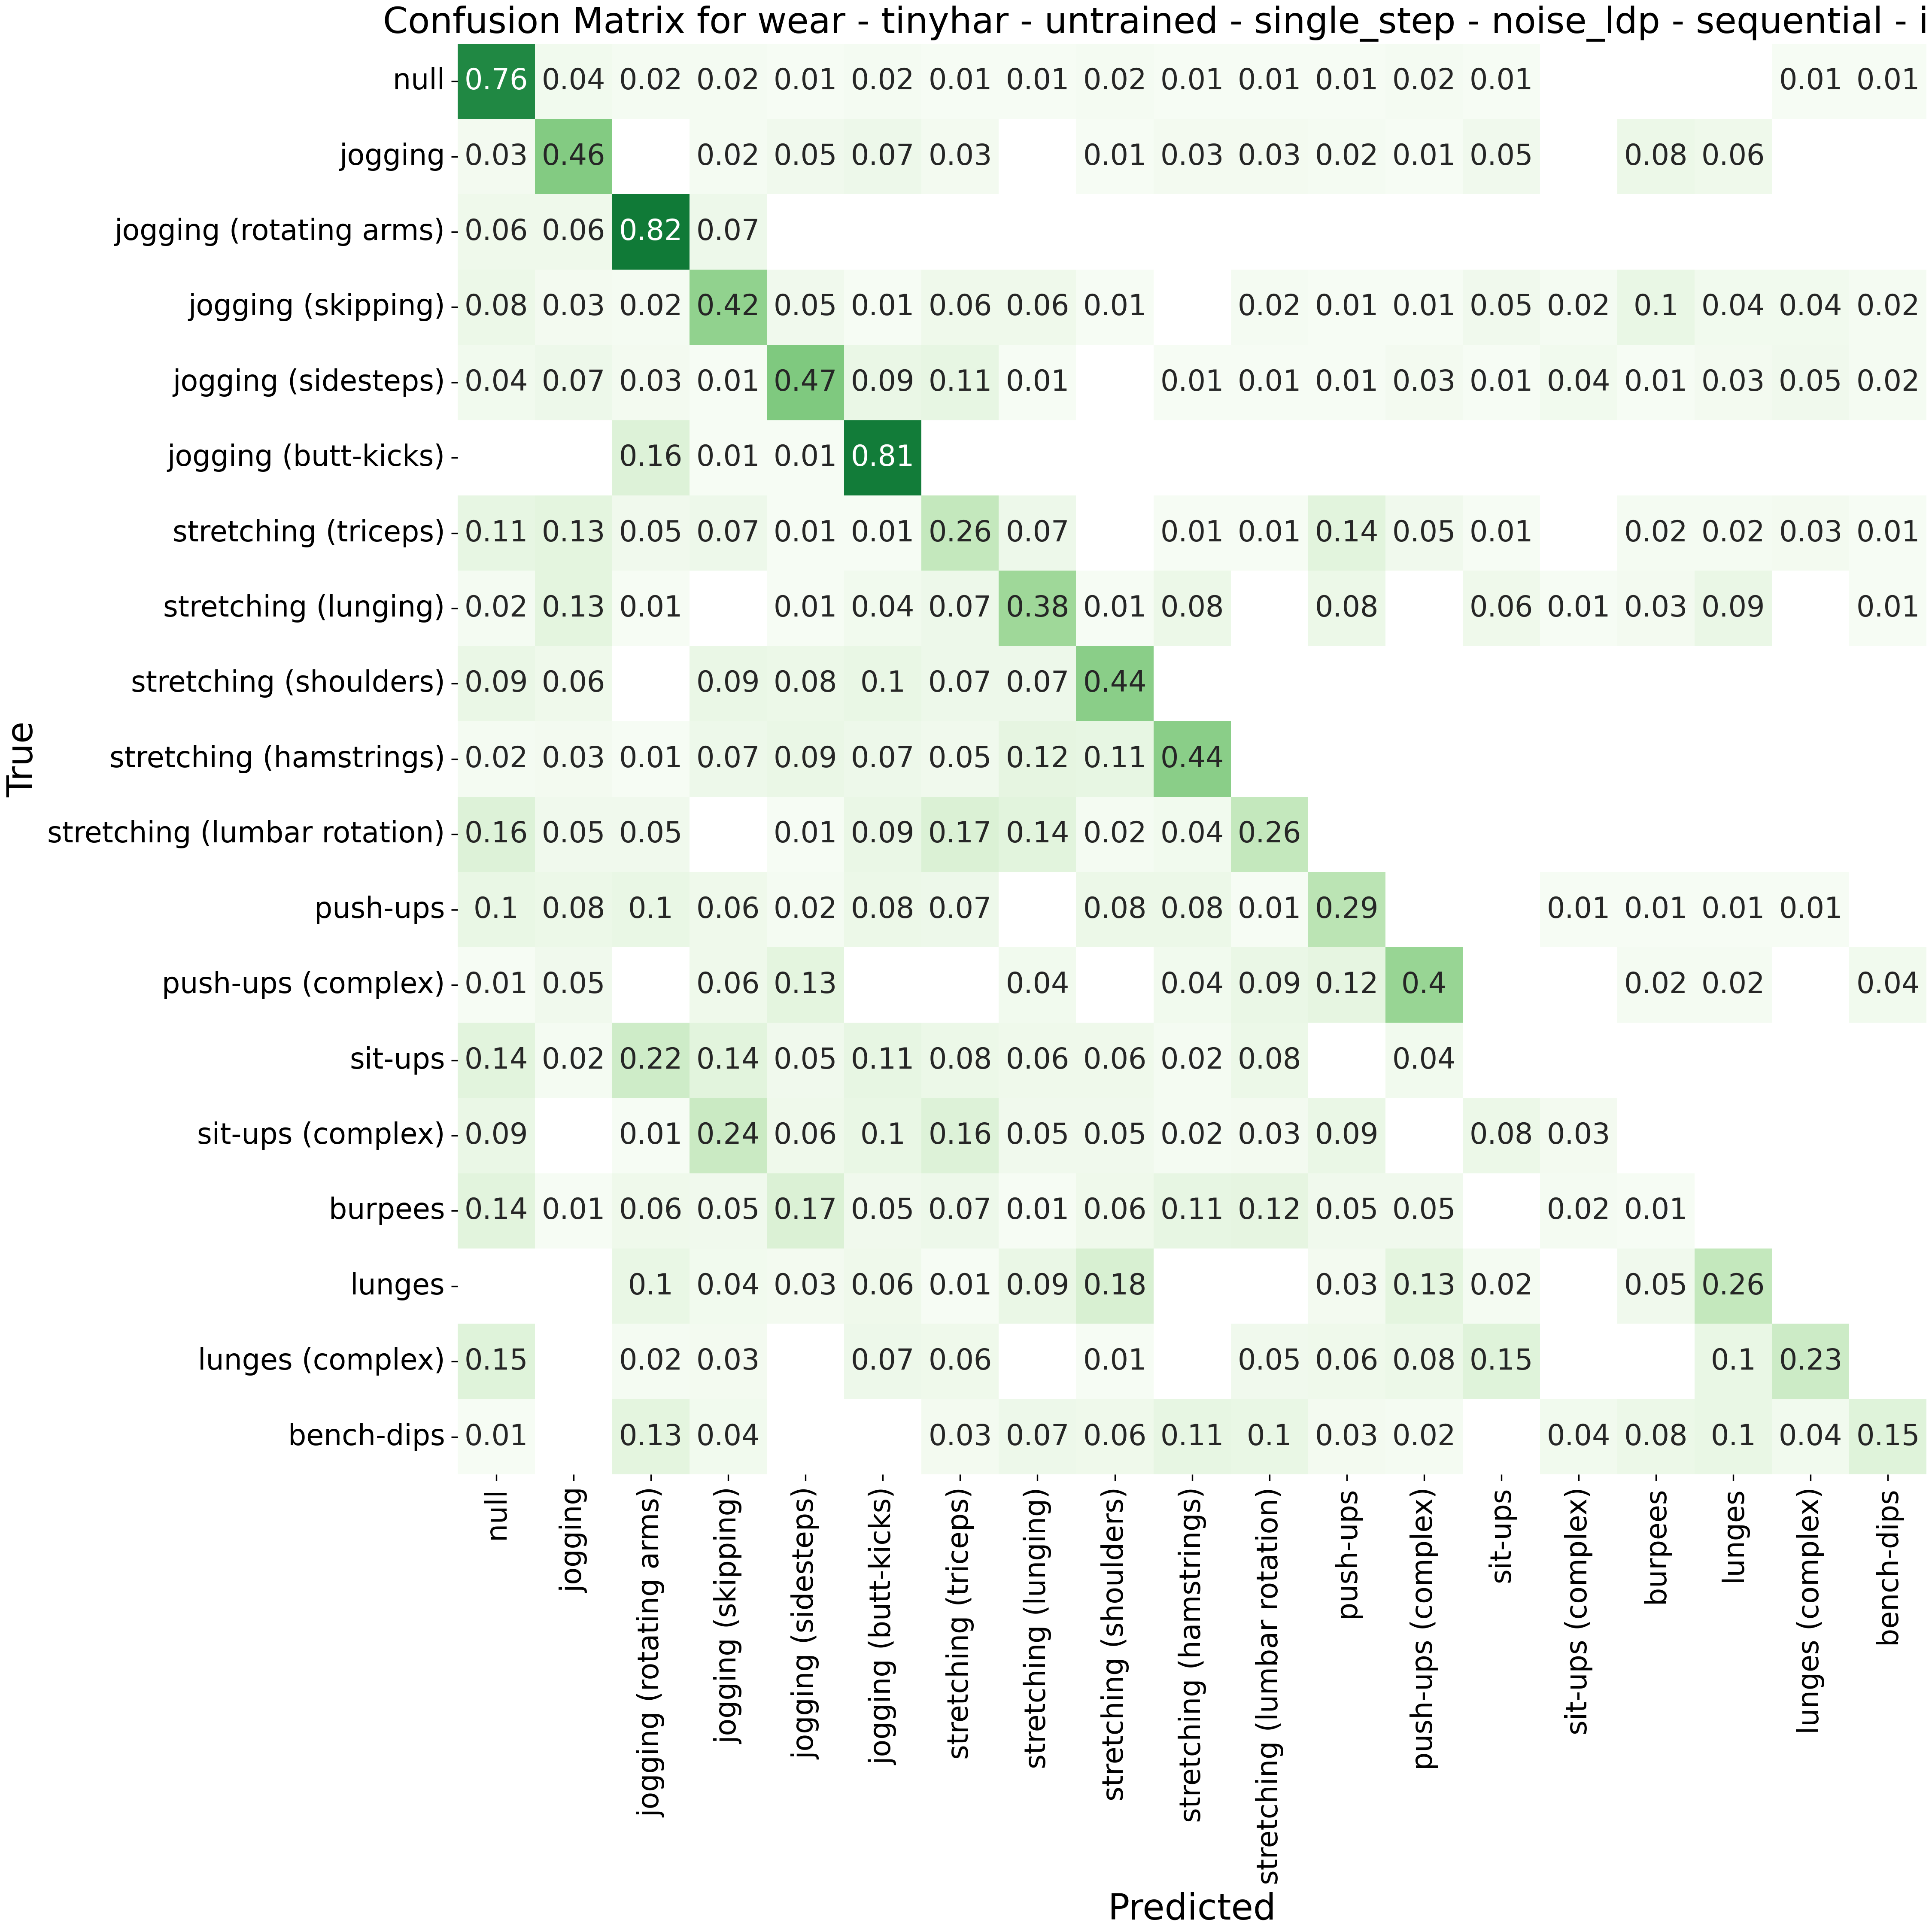 Confusion Matrix for wear - tinyhar - untrained - single_step - noise_ldp - sequential - i
null 0.76 0.04 0.02 0.02 0.01 0.02 0.01 0.01 0.02 0.01 0.01 0.01 0.02 0.01 0.01 0.01
jogging 0.03 0.46 0.02 0.05 0.07 0.03 0.01 0.03 0.03 0.02 0.01 0.05 0.08 0.06
jogging (rotating arms) 0.06 0.06 0.82 0.07
jogging (skipping) 0.08 0.03 0.02 0.42 0.05 0.01 0.06 0.06 0.01 0.02 0.01 0.01 0.05 0.02 0.1 0.04 0.04 0.02
jogging (sidesteps) 0.04 0.07 0.03 0.01 0.47 0.09 0.11 0.01 0.01 0.01 0.01 0.03 0.01 0.04 0.01 0.03 0.05 0.02
jogging (butt-kicks) 0.16 0.01 0.01 0.81
stretching (triceps) 0.11 0.13 0.05 0.07 0.01 0.01 0.26 0.07 0.01 0.01 0.14 0.05 0.01 0.02 0.02 0.03 0.01
stretching (lunging) 0.02 0.13 0.01 0.01 0.04 0.07 0.38 0.01 0.08 0.08 0.06 0.01 0.03 0.09 0.01
stretching (shoulders) 0.09 0.06 0.09 0.08 0.1 0.07 0.07 0.44
stretching (hamstrings) 0.02 0.03 0.01 0.07 0.09 0.07 0.05 0.12 0.11 0.44
stretching (lumbar rotation) 0.16 0.05 0.05 0.01 0.09 0.17 0.14 0.02 0.04 0.26
push-ups 0.1 0.08 0.1 0.06 0.02 0.08 0.07 0.08 0.08 0.01 0.29 0.01 0.01 0.01 0.01
push-ups (complex) 0.01 0.05 0.06 0.13 0.04 0.04 0.09 0.12 0.4 0.02 0.02 0.04
sit-ups 0.14 0.02 0.22 0.14 0.05 0.11 0.08 0.06 0.06 0.02 0.08 0.04
sit-ups (complex) 0.09 0.01 0.24 0.06 0.1 0.16 0.05 0.05 0.02 0.03 0.09 0.08 0.03
burpees 0.14 0.01 0.06 0.05 0.17 0.05 0.07 0.01 0.06 0.11 0.12 0.05 0.05 0.02 0.01
lunges 0.1 0.04 0.03 0.06 0.01 0.09 0.18 0.03 0.13 0.02 0.05 0.26
lunges (complex) 0.15 0.02 0.03 0.07 0.06 0.01 0.05 0.06 0.08 0.15 0.1 0.23
bench-dips 0.01 0.13 0.04 0.03 0.07 0.06 0.11 0.1 0.03 0.02 0.04 0.08 0.1 0.04 0.15
True
null
jogging
jogging (rotating arms)
jogging (skipping)
jogging (sidesteps)
jogging (butt-kicks)
stretching (triceps)
stretching (lunging)
stretching (shoulders)
stretching (hamstrings)
stretching (lumbar rotation)
push-ups
push-ups (complex)
sit-ups
sit-ups (complex)
burpees
lunges
lunges (complex)
bench-dips
Predicted